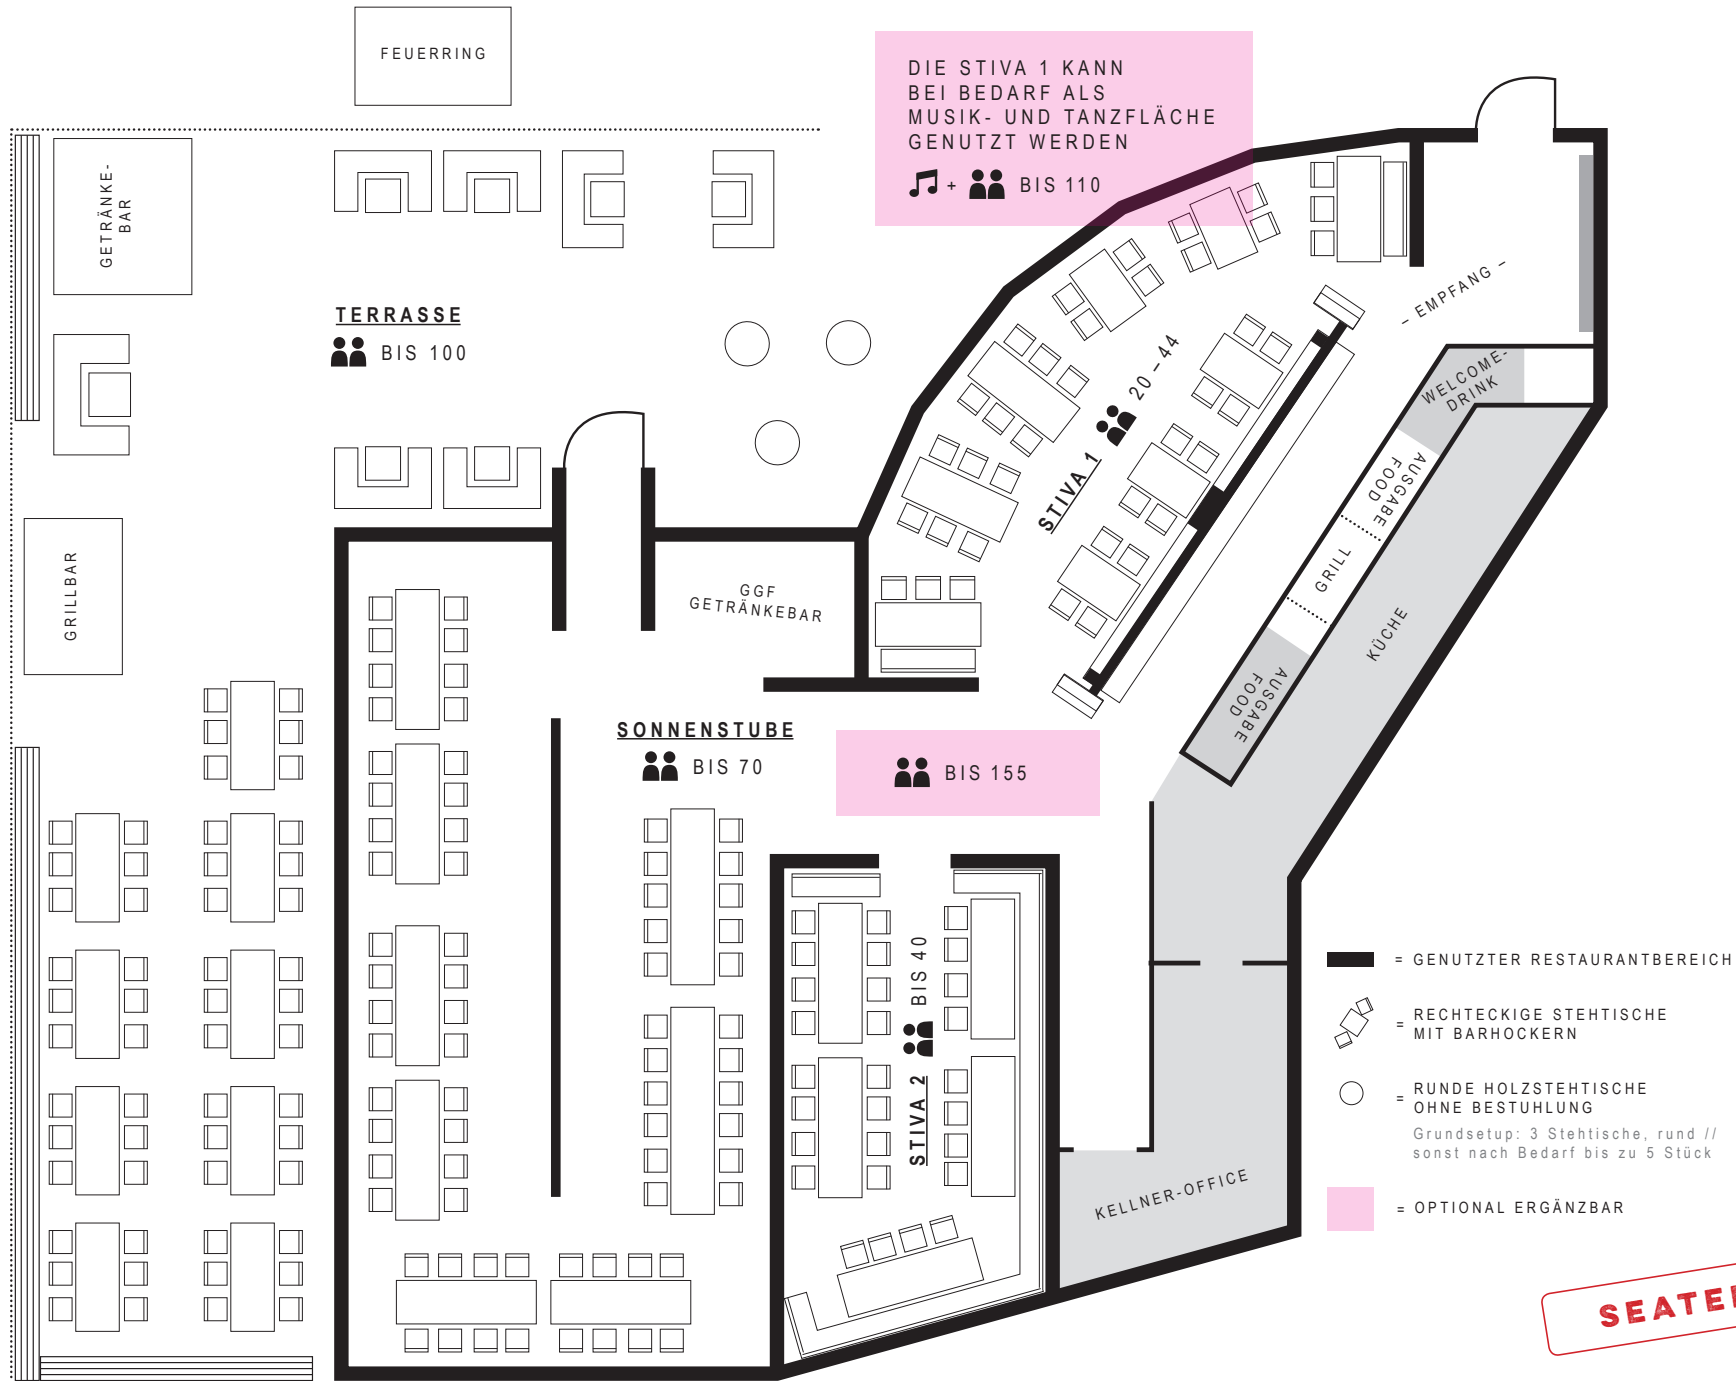 FEUERRING
DIE STIVA 1 KANN
BEI BEDARF ALS
MUSIK- UND TANZFLÄCHE
GENUTZT WERDEN
+ BIS 110
GETRÄNKE-
BAR
TERRASSE
BIS 100
– EMPFANG –
WELCOME-
DRINK
STIVA 1 20 – 44
AUSGABE
FOOD
GRILL
AUSGABE
FOOD
KÜCHE
GRILLBAR
GGF
GETRÄNKEBAR
SONNENSTUBE
BIS 70
BIS 155
STIVA 2 BIS 40
KELLNER-OFFICE
= GENUTZTER RESTAURANTBEREICH
= RECHTECKIGE STEHTISCHE
MIT BARHOCKERN
= RUNDE HOLZSTEHTISCHE
OHNE BESTUHLUNG
Grundsetup: 3 Stehtische, rund //
sonst nach Bedarf bis zu 5 Stück
= OPTIONAL ERGÄNZBAR